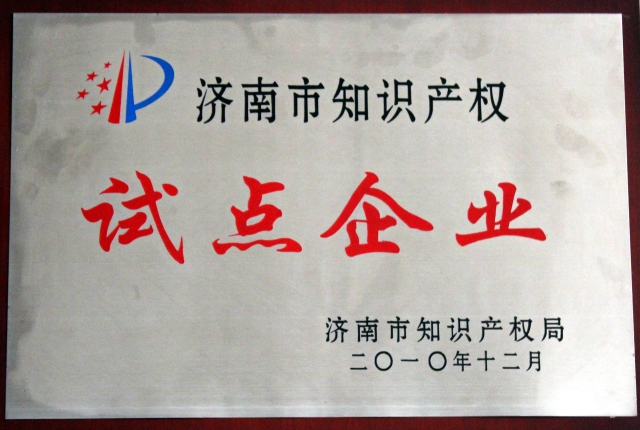 济南市知识产权
试点企业
济南市知识产权局
二〇一〇年十二月